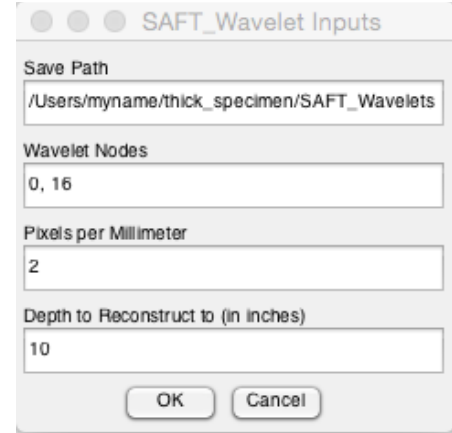 SAFT_Wavelet Inputs
Save Path
/Users/myname/thick_specimen/SAFT_Wavelets
Wavelet Nodes
0, 16
Pixels per Millimeter
2
Depth to Reconstruct to (in inches)
10
OK Cancel